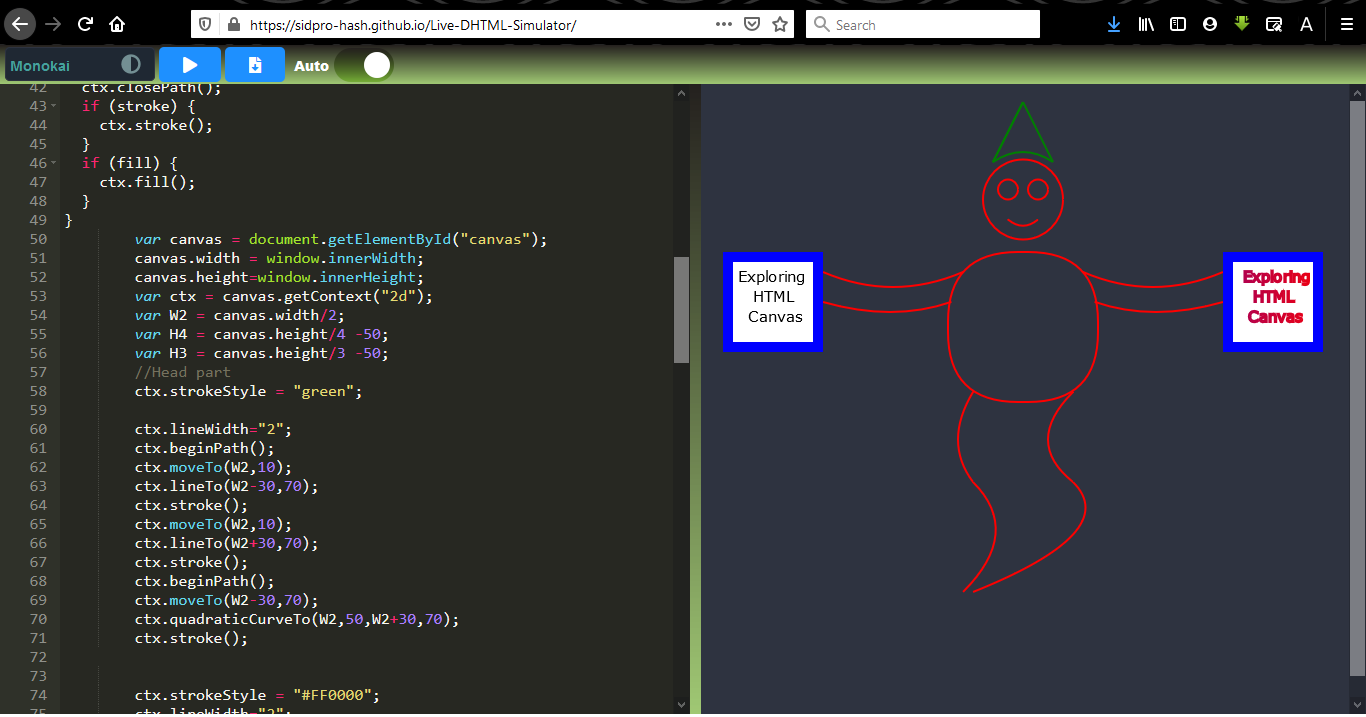 https://sidpro-hash.github.io/Live-DHTML-Simulator/
Search
Monokai
Auto
42 ctx.closePath();
43 if (stroke) {
44 ctx.stroke();
45 }
46 if (fill) {
47 ctx.fill();
48 }
49 }
50 var canvas = document.getElementById("canvas");
51 canvas.width = window.innerWidth;
52 canvas.height=window.innerHeight;
53 var ctx = canvas.getContext("2d");
54 var W2 = canvas.width/2;
55 var H4 = canvas.height/4 -50;
56 var H3 = canvas.height/3 -50;
57 //Head part
58 ctx.strokeStyle = "green";
59
60 ctx.lineWidth="2";
61 ctx.beginPath();
62 ctx.moveTo(W2,10);
63 ctx.lineTo(W2-30,70);
64 ctx.stroke();
65 ctx.moveTo(W2,10);
66 ctx.lineTo(W2+30,70);
67 ctx.stroke();
68 ctx.beginPath();
69 ctx.moveTo(W2-30,70);
70 ctx.quadraticCurveTo(W2,50,W2+30,70);
71 ctx.stroke();
72
73
74 ctx.strokeStyle = "#FF0000";
75 ctx.lineWidth="2";
Exploring
HTML
Canvas
Exploring
HTML
Canvas